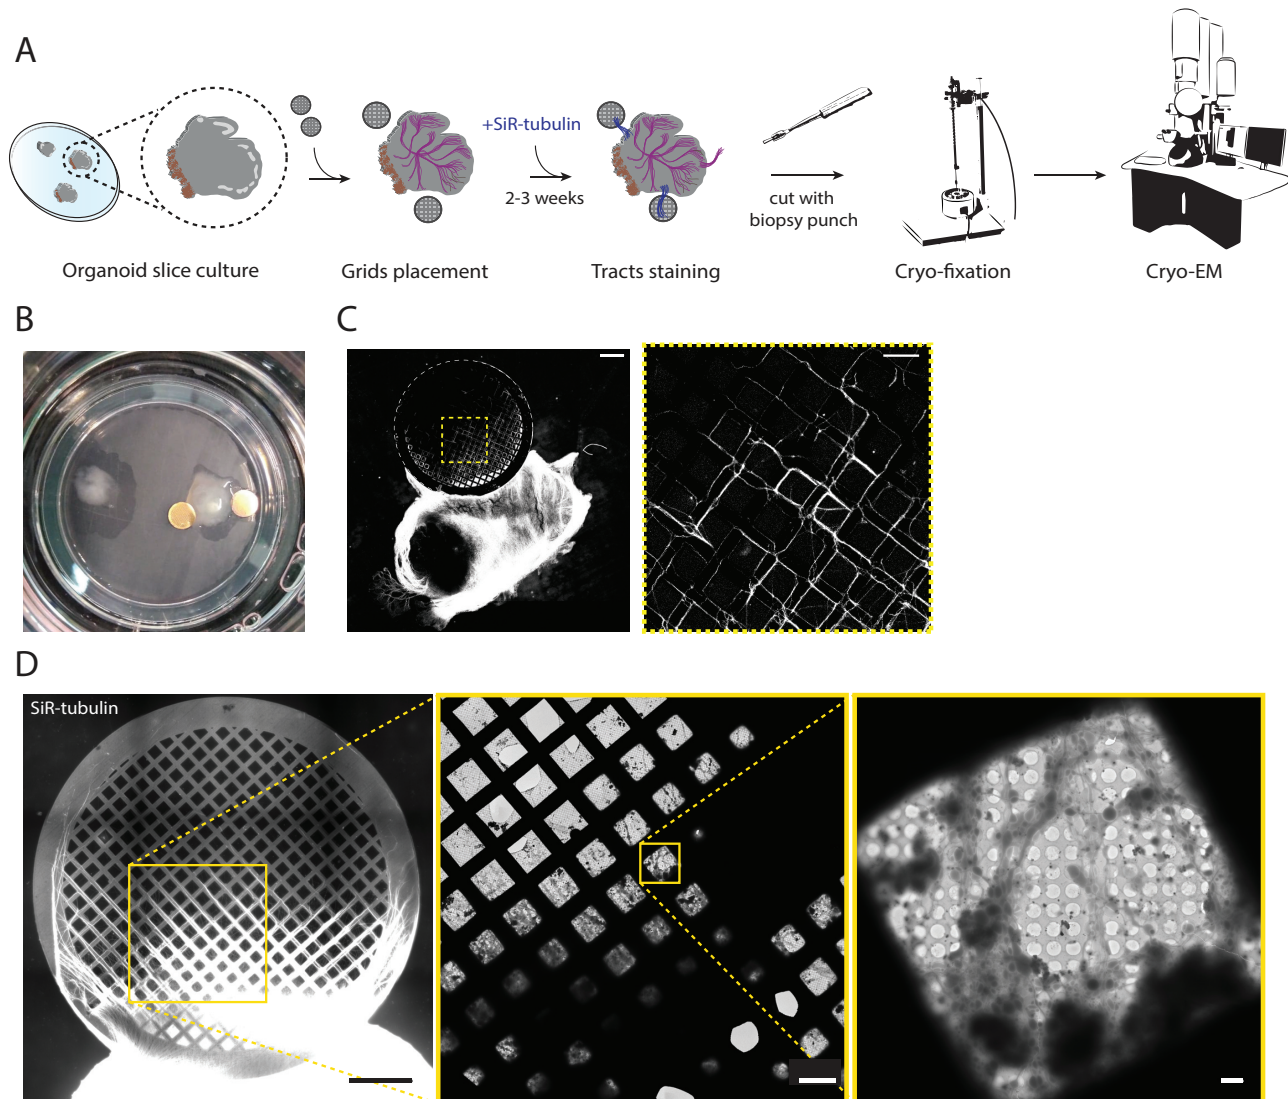 A
+SiR-tubulin
2-3 weeks
cut with
biopsy punch
Organoid slice culture
Grids placement
Tracts staining
Cryo-fixation
Cryo-EM
B
C
D
SiR-tubulin